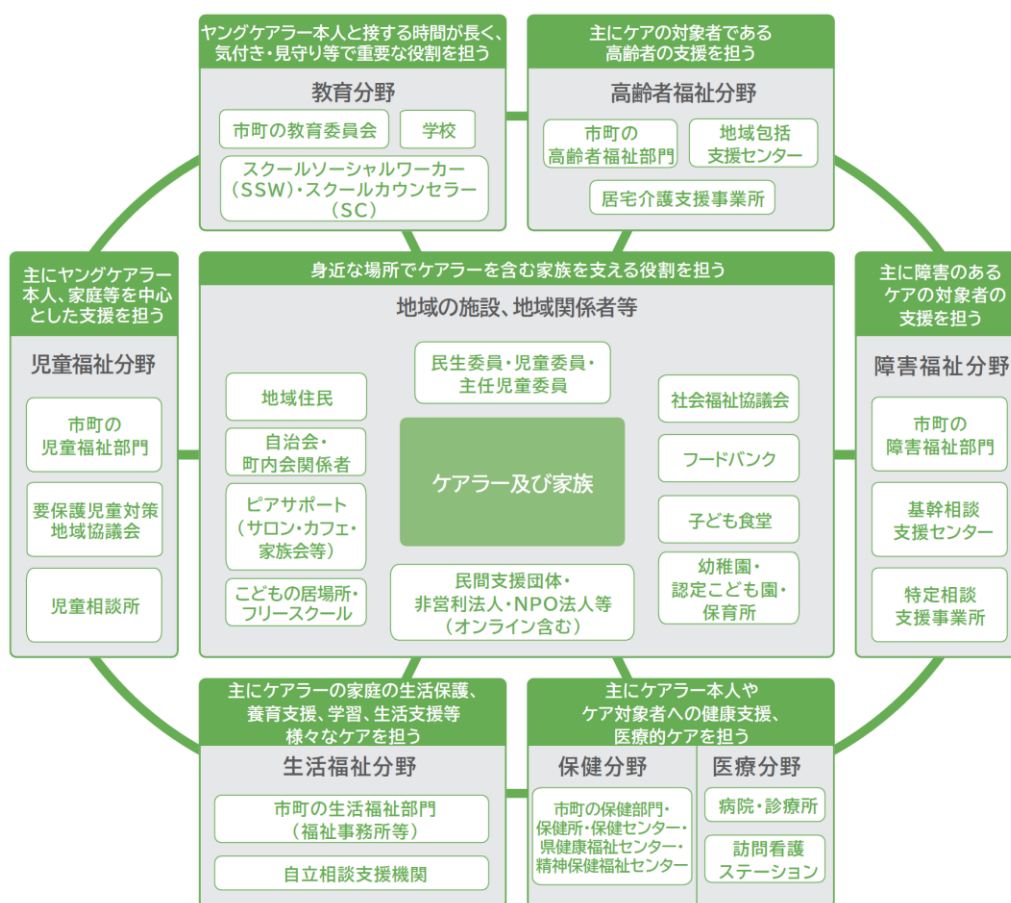 ヤングケアラー本人と接する時間が長く、
気付き・見守り等で重要な役割を担う
教育分野
市町の教育委員会
学校
スクールソーシャルワーカー
(SSW)・スクールカウンセラー
(SC)
主にケアの対象者である
高齢者の支援を担う
高齢者福祉分野
市町の
高齢者福祉部門
地域包括
支援センター
居宅介護支援事業所
主にヤングケアラー
本人、家庭等を中心
とした支援を担う
児童福祉分野
市町の
児童福祉部門
要保護児童対策
地域協議会
児童相談所
身近な場所でケアラーを含む家族を支える役割を担う
地域の施設、地域関係者等
民生委員・児童委員・
主任児童委員
地域住民
自治会・
町内会関係者
ピアサポート
(サロン・カフェ・
家族会等)
こどもの居場所・
フリースクール
ケアラー及び家族
民間支援団体・
非営利法人・NPO法人等
(オンライン含む)
社会福祉協議会
フードバンク
子ども食堂
幼稚園・
認定こども園・
保育所
主に障害のある
ケアの対象者の
支援を担う
障害福祉分野
市町の
障害福祉部門
基幹相談
支援センター
特定相談
支援事業所
主にケアラーの家庭の生活保護、
養育支援、学習、生活支援等
様々なケアを担う
生活福祉分野
市町の生活福祉部門
(福祉事務所等)
自立相談支援機関
主にケアラー本人や
ケア対象者への健康支援、
医療的ケアを担う
保健分野
市町の保健部門・
保健所・保健センター・
県健康福祉センター・
精神保健福祉センター
医療分野
病院・診療所
訪問看護
ステーション